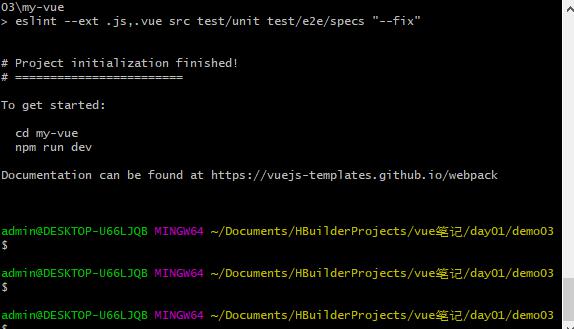 03\my-vue
> eslint --ext .js,.vue src test/unit test/e2e/specs "--fix"
# Project initialization finished!
# ========================
To get started:
cd my-vue
npm run dev
Documentation can be found at https://vuejs-templates.github.io/webpack
admin@DESKTOP-U66LJQB MINGW64 ~/Documents/HBuilderProjects/vue笔记/day01/demo03
$
admin@DESKTOP-U66LJQB MINGW64 ~/Documents/HBuilderProjects/vue笔记/day01/demo03
$
admin@DESKTOP-U66LJQB MINGW64 ~/Documents/HBuilderProjects/vue笔记/day01/demo03
$